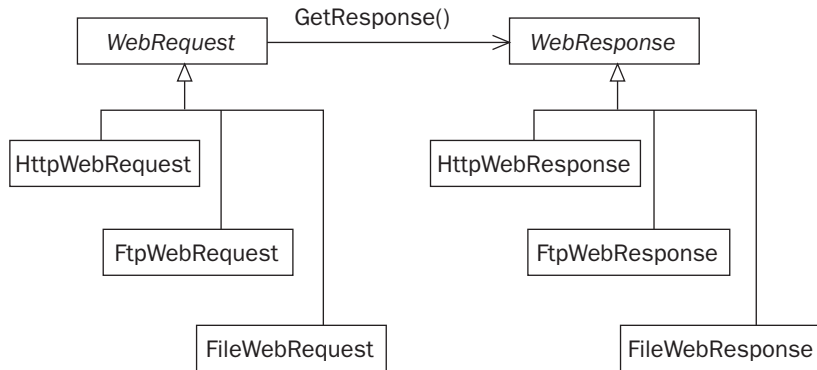 GetResponse()
WebRequest
WebResponse
HttpWebRequest
HttpWebResponse
FtpWebRequest
FtpWebResponse
FileWebRequest
FileWebResponse